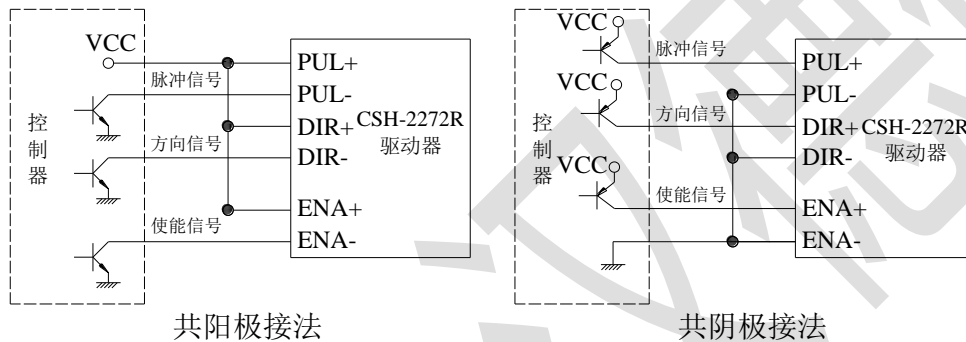 VCC
PUL+
脉冲信号
PUL-
控制器
DIR+
CSH-2272R
方向信号
驱动器
DIR-
ENA+
使能信号
ENA-
共阳极接法
VCC
脉冲信号
PUL+
VCC
PUL-
控制器
方向信号
DIR+
CSH-2272R
驱动器
DIR-
VCC
使能信号
ENA+
ENA-
共阴极接法